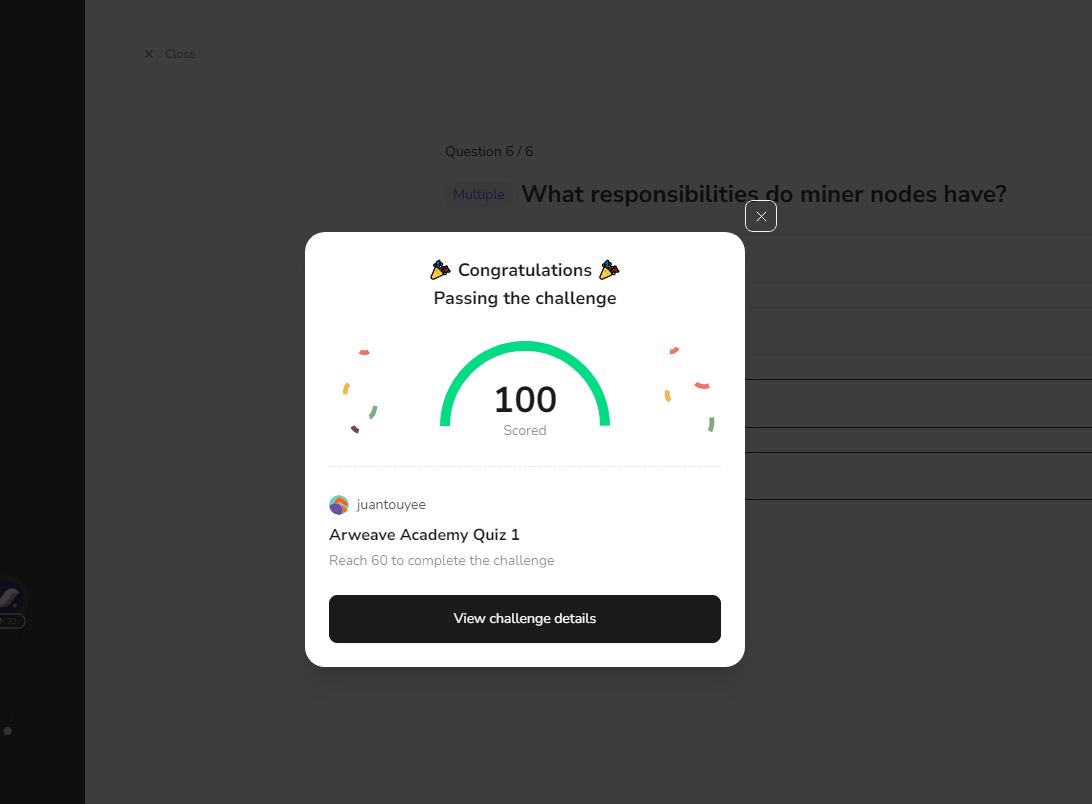 Close
Question 6 / 6
Multiple What responsibilities do miner nodes have?
Congratulations
Passing the challenge
100
Scored
juantouyee
Arweave Academy Quiz 1
Reach 60 to complete the challenge
View challenge details
32